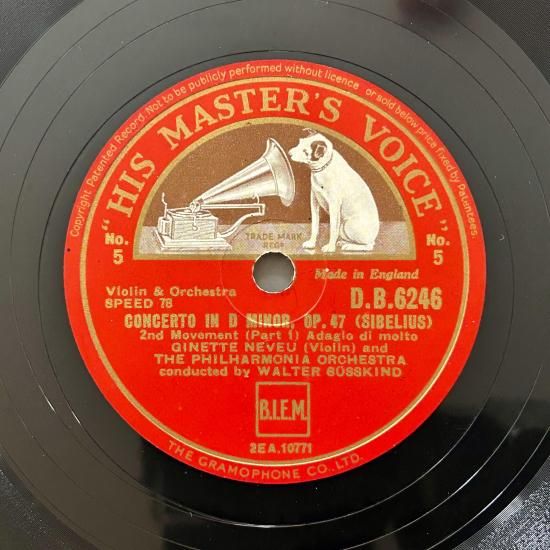 Copyright Patented Record. Not to be publicly performed without licence or sold below price fixed by Patentees.
"HIS MASTER'S VOICE"
TRADE MARK
REGD
No. 5
No. 5
Made in England
Violin & Orchestra
SPEED 78
D.B.6246
CONCERTO IN D MINOR, OP. 47 (SIBELIUS)
2nd Movement (Part 1) Adagio di molto
GINETTE NEVEU (Violin) and
THE PHILHARMONIA ORCHESTRA
conducted by WALTER SÜSSKIND
B.I.E.M.
2EA.10771
THE GRAMOPHONE CO., LTD.